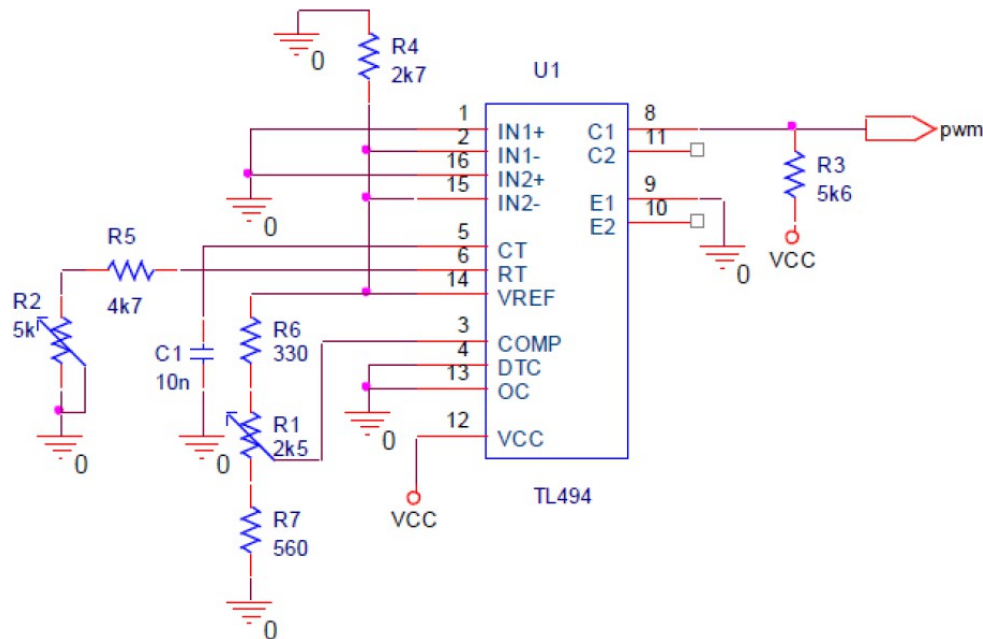 R4
2k7
0
U1
1
IN1+
2
IN1-
16
IN2+
15
IN2-
5
CT
6
RT
14
VREF
3
COMP
4
DTC
13
OC
12
VCC
8
C1
11
C2
9
E1
10
E2
pwm
R3
5k6
VCC
0
0
R5
4k7
R2
5k
C1
10n
R6
330
R1
2k5
0
0
0
VCC
TL494
R7
560
0